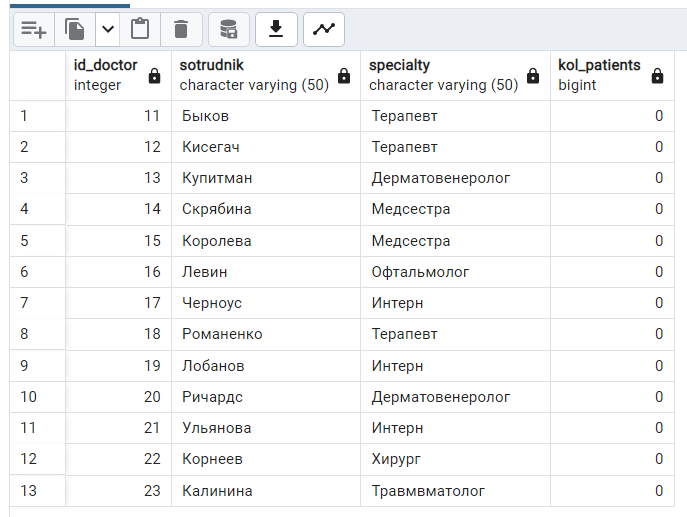 id_doctor sotrudnik specialty kol_patients
integer character varying (50) character varying (50) bigint
1 11 Быков Терапевт 0
2 12 Кисегач Терапевт 0
3 13 Купитман Дерматовенеролог 0
4 14 Скрябина Медсестра 0
5 15 Королева Медсестра 0
6 16 Левин Офтальмолог 0
7 17 Черноус Интерн 0
8 18 Романенко Терапевт 0
9 19 Лобанов Интерн 0
10 20 Ричардс Дерматовенеролог 0
11 21 Ульянова Интерн 0
12 22 Корнеев Хирург 0
13 23 Калинина Травмвматолог 0